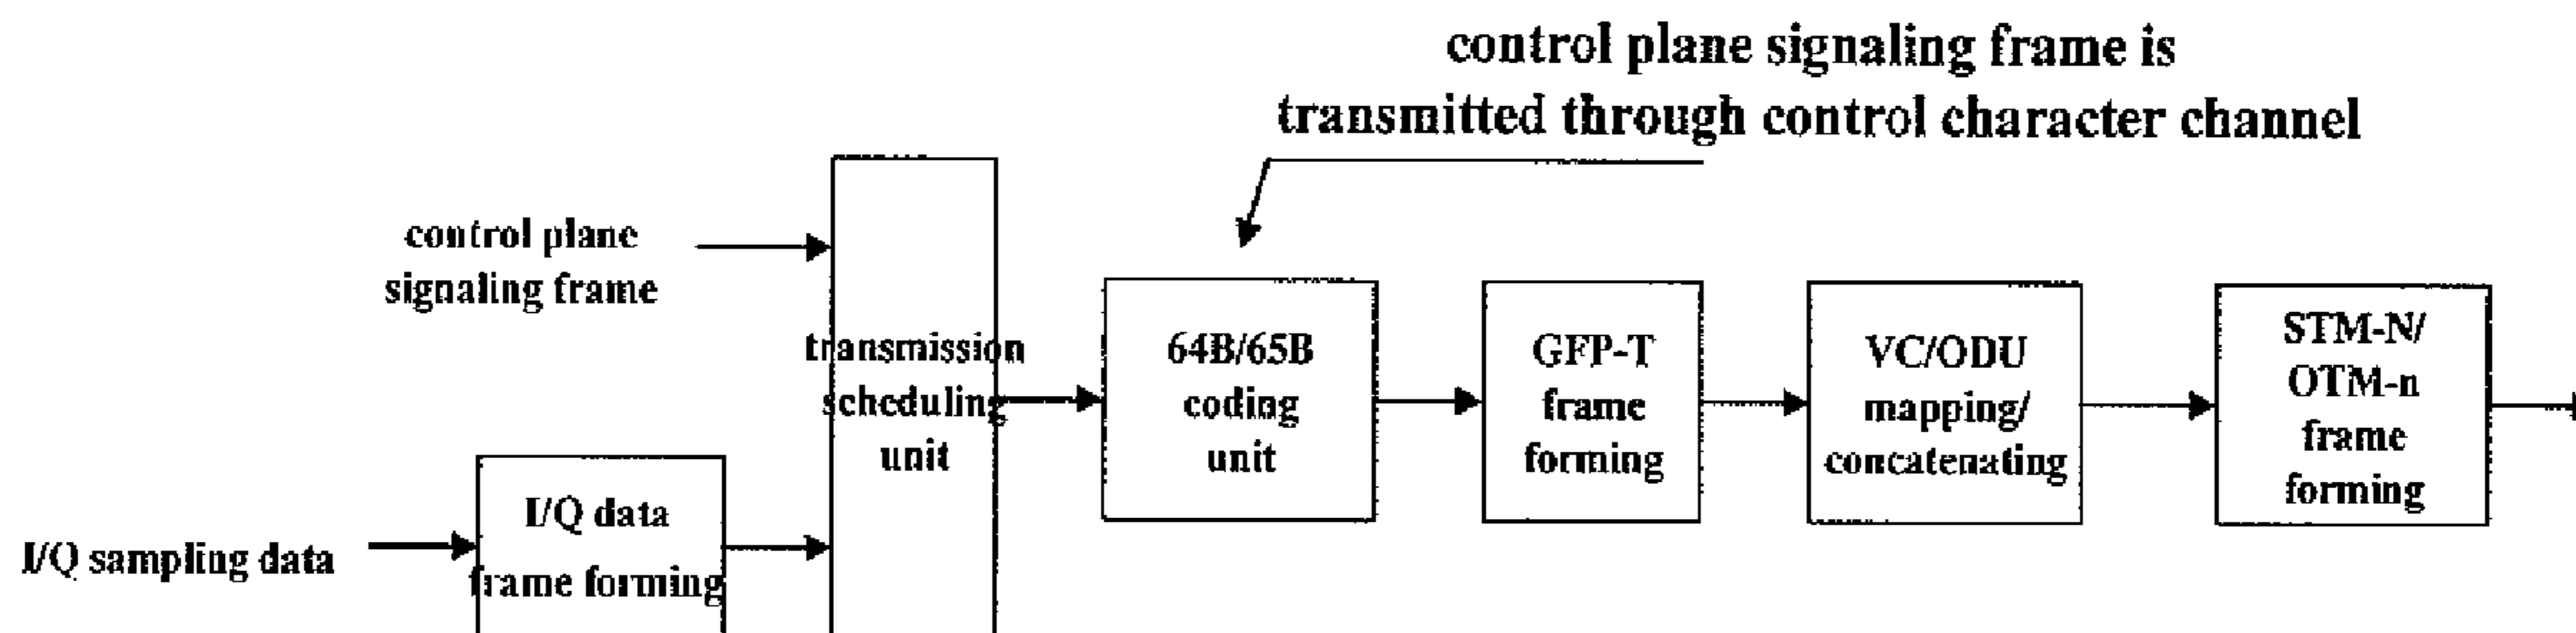 control plane signaling frame is
transmitted through control character channel
control plane
signaling frame
transmission
scheduling
unit
64B/65B
coding
unit
GFP-T
frame
forming
VC/ODU
mapping/
concatenating
STM-N/
OTM-n
frame
forming
I/Q sampling data
I/Q data
frame forming